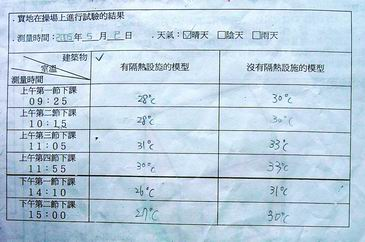 . 實地在操場上進行試驗的結果
. 測量時間：2005年5月2日 . 天氣：☑晴天 □陰天 □雨天
建築物 ✓
室溫 有隔熱設施的模型 沒有隔熱設施的模型
測量時間
上午第一節下課
09：25 28℃ 30℃
上午第二節下課
10：15 28℃ 30℃
上午第三節下課
11：05 31℃ 33℃
上午第四節下課
11：55 30℃ 33℃
下午第一節下課
14：10 26℃ 31℃
下午第二節下課
15：00 27℃ 30℃